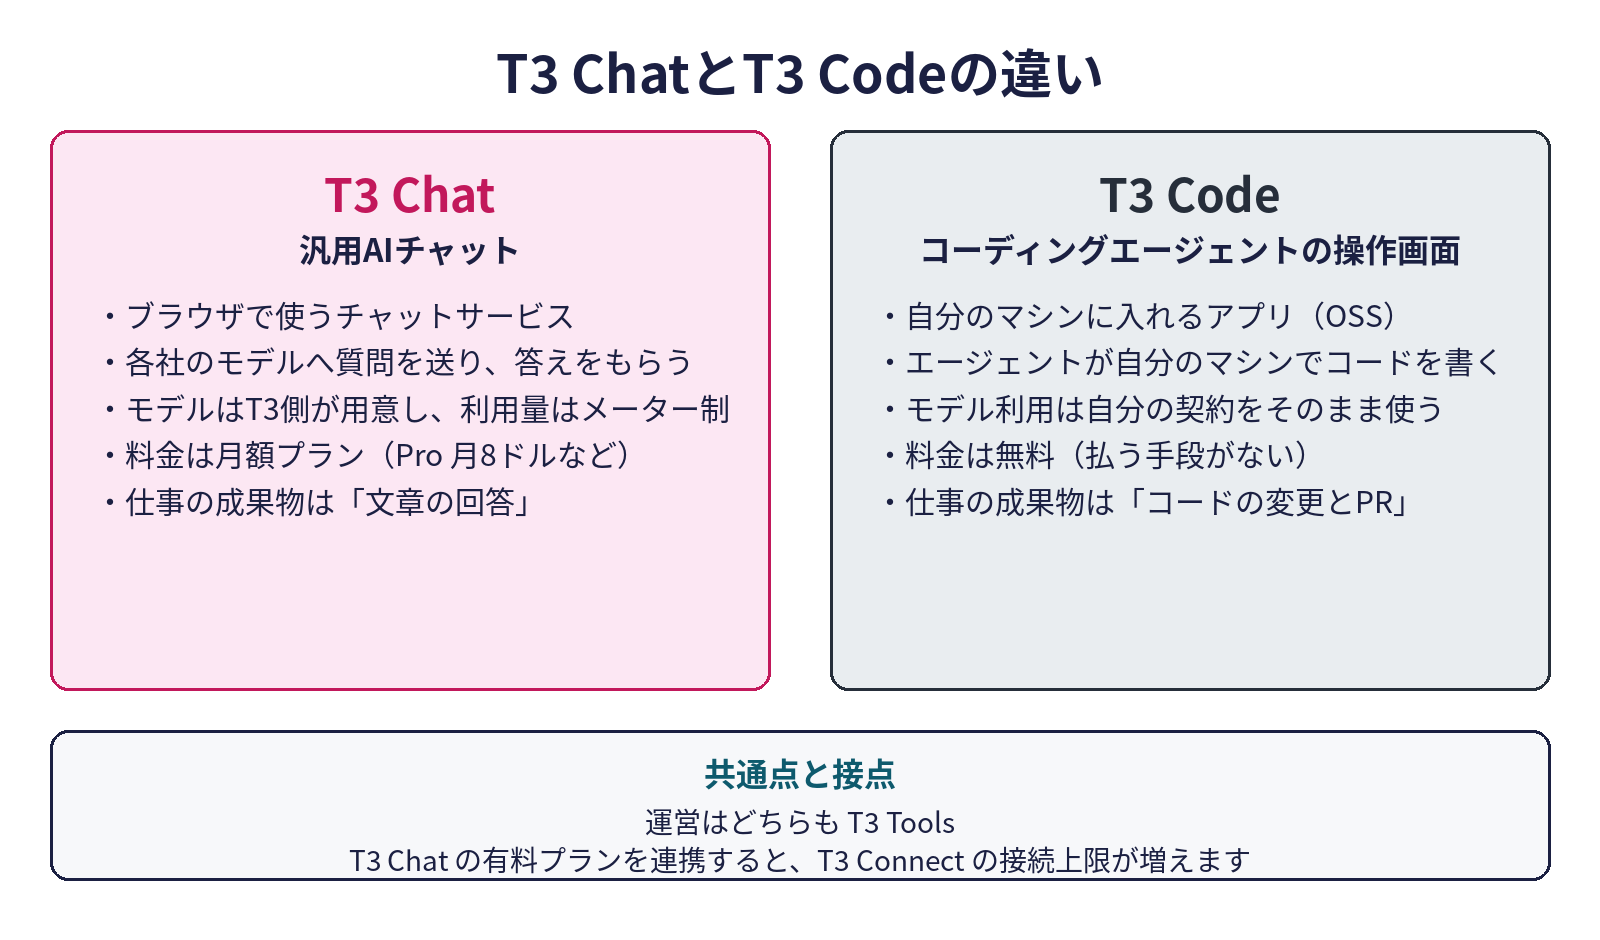 T3 ChatとT3 Codeの違い
T3 Chat
汎用AIチャット
・ブラウザで使うチャットサービス
・各社のモデルへ質問を送り、答えをもらう
・モデルはT3側が用意し、利用量はメーター制
・料金は月額プラン（Pro 月8ドルなど）
・仕事の成果物は「文章の回答」
T3 Code
コーディングエージェントの操作画面
・自分のマシンに入れるアプリ（OSS）
・エージェントが自分のマシンでコードを書く
・モデル利用は自分の契約をそのまま使う
・料金は無料（払う手段がない）
・仕事の成果物は「コードの変更とPR」
共通点と接点
運営はどちらも T3 Tools
T3 Chat の有料プランを連携すると、T3 Connect の接続上限が増えます